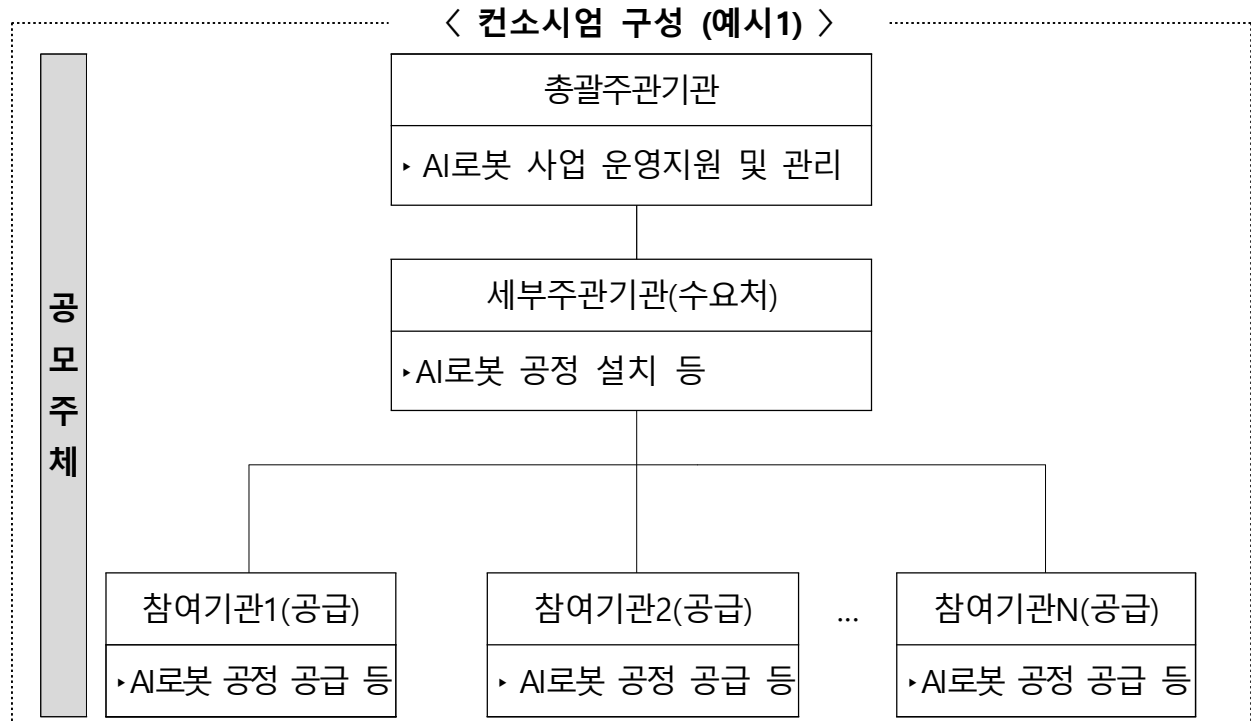 〈 컨소시엄 구성 (예시1) 〉
공
모
주
체
총괄주관기관
‣ AI로봇 사업 운영지원 및 관리
세부주관기관(수요처)
‣AI로봇 공정 설치 등
참여기관1(공급)
‣AI로봇 공정 공급 등
참여기관2(공급)
‣ AI로봇 공정 공급 등
...
참여기관N(공급)
‣AI로봇 공정 공급 등